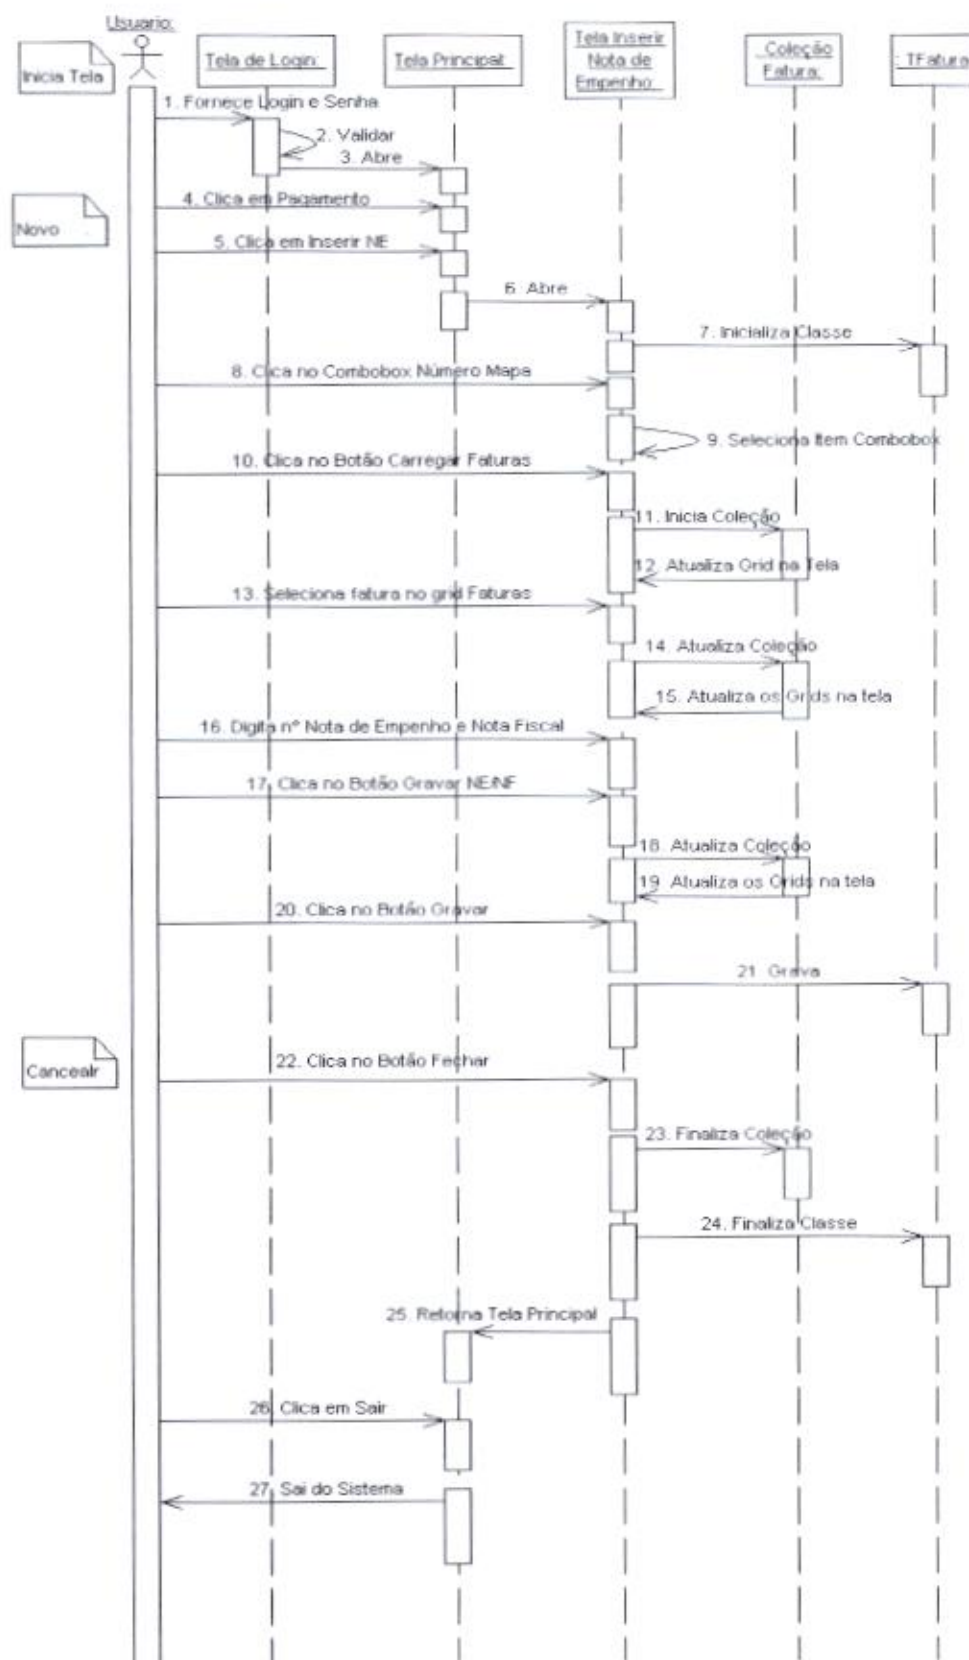 Usuario:
Inicia Tela
Tela de Login:
Tela Principal:
Tela Inserir
Nota de
Empenho:
Coleção
Fatura:
: TFatura
1. Fornece Login e Senha
2. Validar
3. Abre
4. Clica em Pagamento
Novo
5. Clica em Inserir NE
6. Abre
7. Inicializa Classe
8. Clica no Combobox Número Mapa
9. Seleciona Item Combobox
10. Clica no Botão Carregar Faturas
11. Inicia Coleção
12. Atualiza Grid na Tela
13. Seleciona fatura no grid Faturas
14. Atualiza Coleção
15. Atualiza os Grids na tela
16. Digita nº Nota de Empenho e Nota Fiscal
17. Clica no Botão Gravar NE/NF
18. Atualiza Coleção
19. Atualiza os Grids na tela
20. Clica no Botão Gravar
21. Grava
22. Clica no Botão Fechar
Cancealr
23. Finaliza Coleção
24. Finaliza Classe
25. Retorna Tela Principal
26. Clica em Sair
27. Sai do Sistema